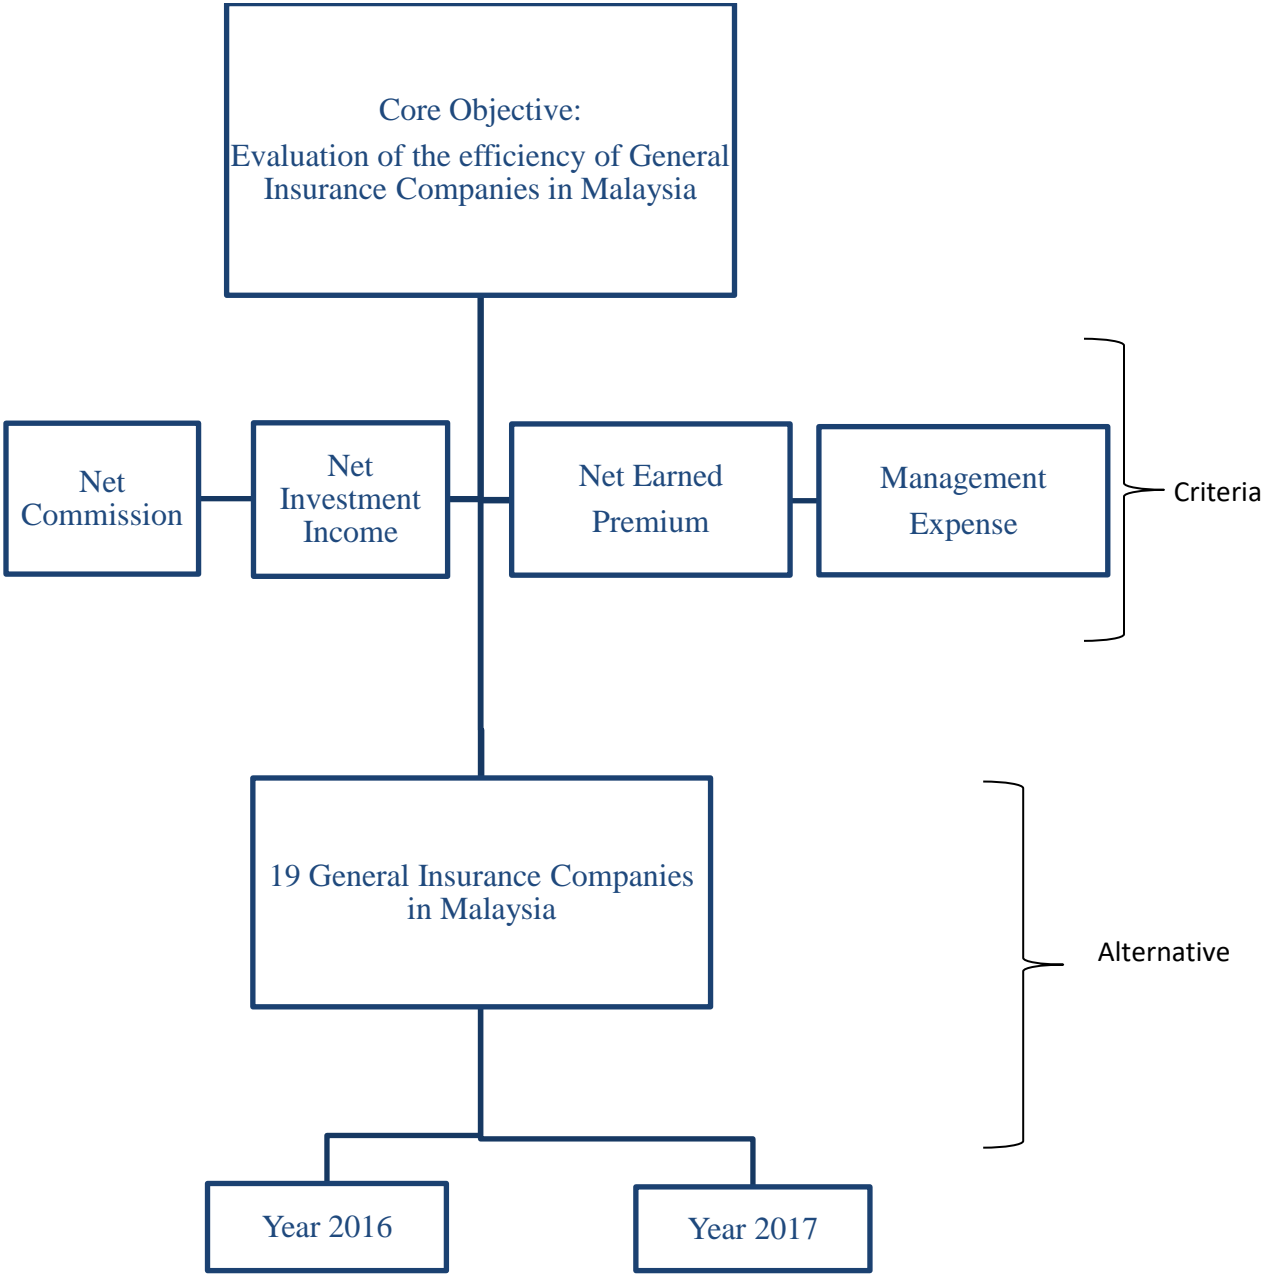 Core Objective:
Evaluation of the efficiency of General
Insurance Companies in Malaysia
Net
Commission
Net
Investment
Income
Net Earned
Premium
Management
Expense
Criteria
19 General Insurance Companies
in Malaysia
Alternative
Year 2016
Year 2017